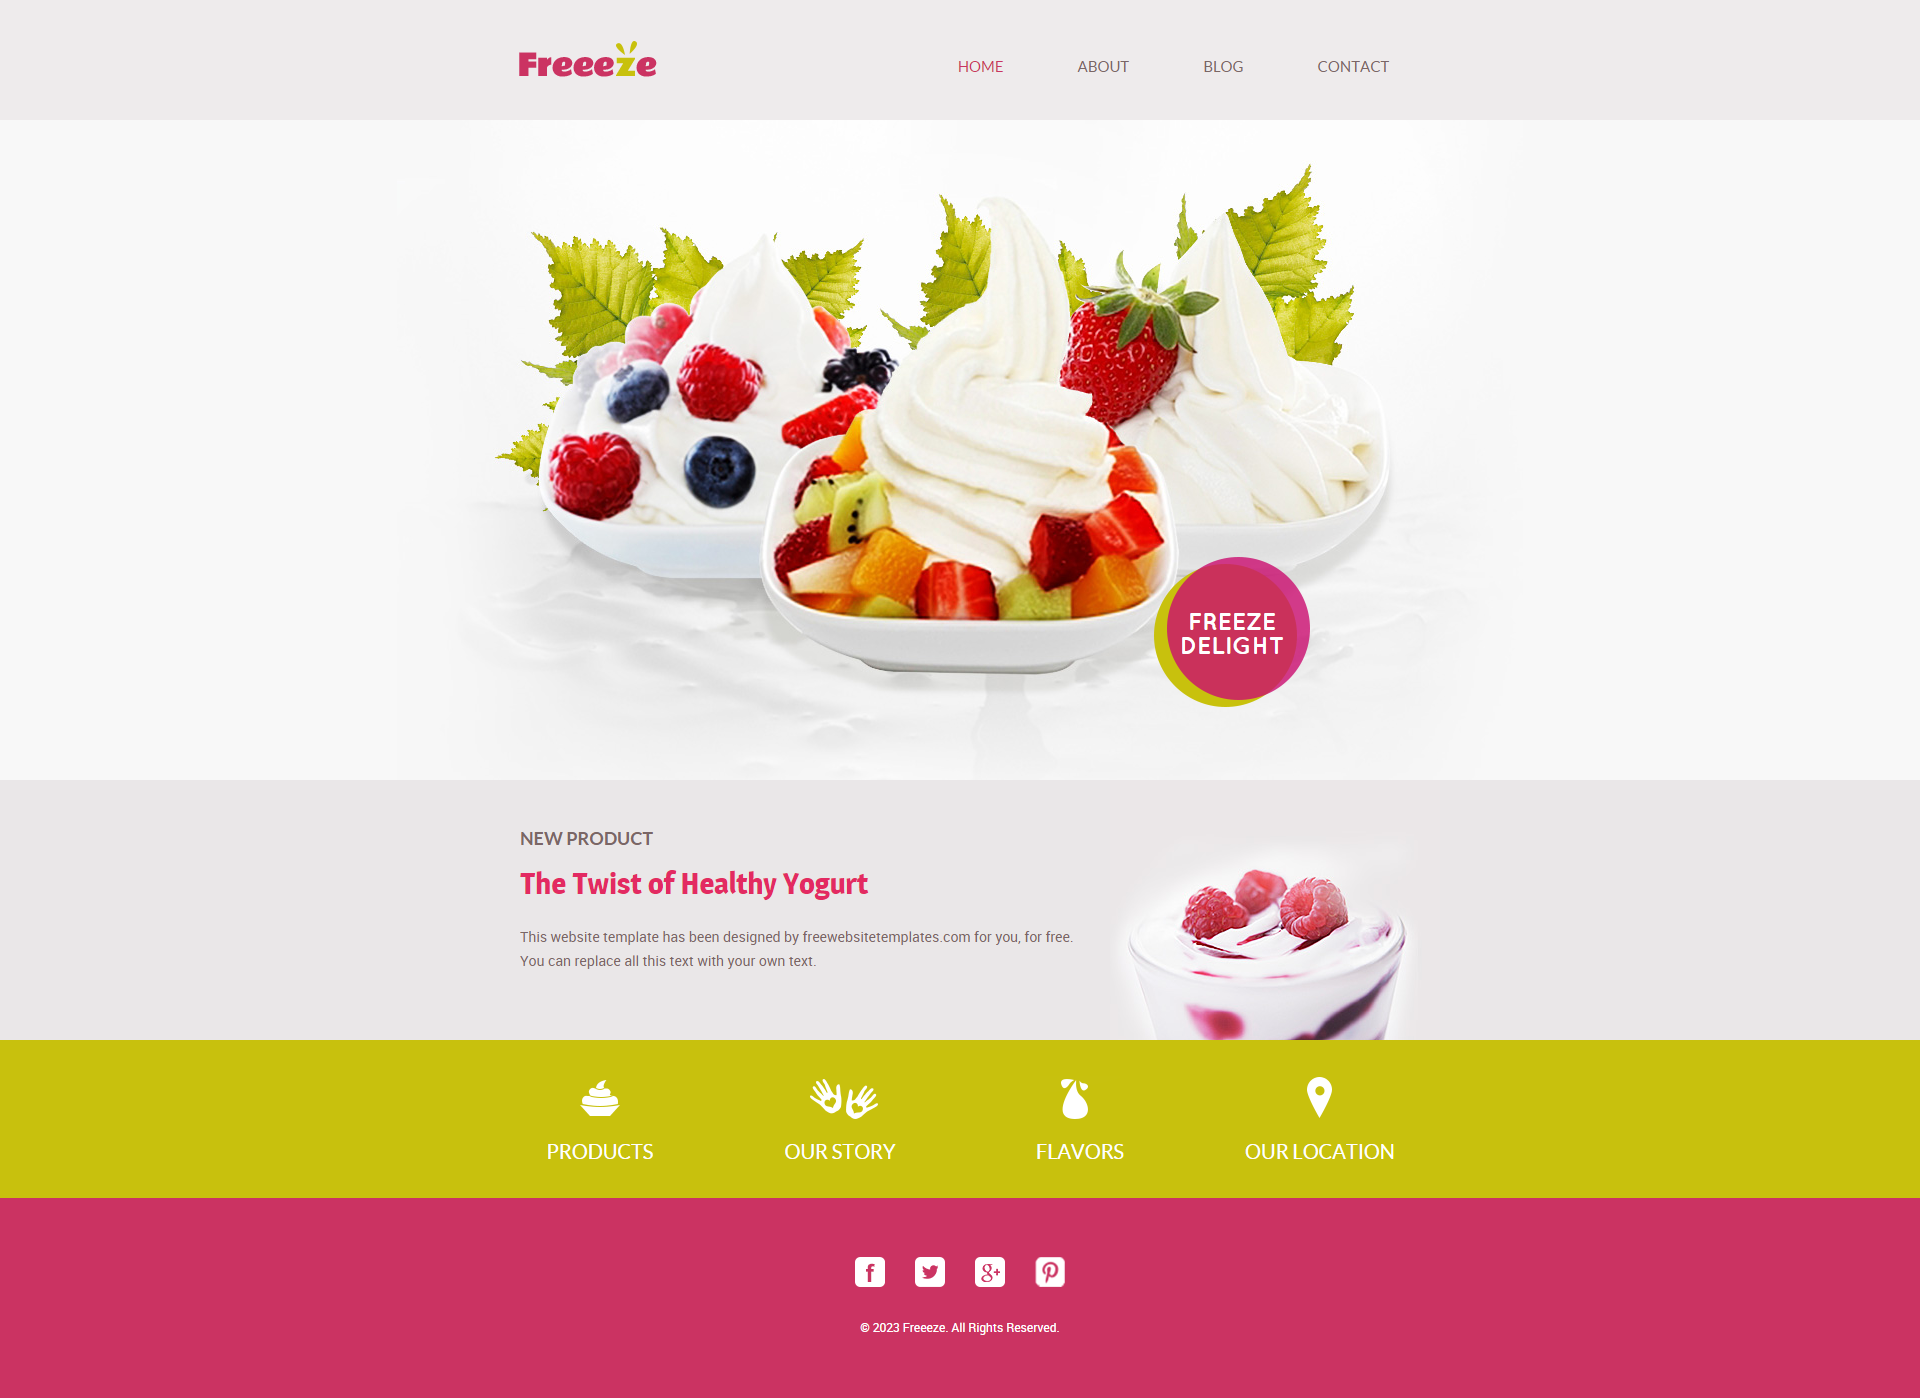 Freeeze
HOME ABOUT BLOG CONTACT
FREEZE
DELIGHT
NEW PRODUCT
The Twist of Healthy Yogurt
This website template has been designed by freewebsitetemplates.com for you, for free.
You can replace all this text with your own text.
PRODUCTS OUR STORY FLAVORS OUR LOCATION
© 2023 Freeeze. All Rights Reserved.